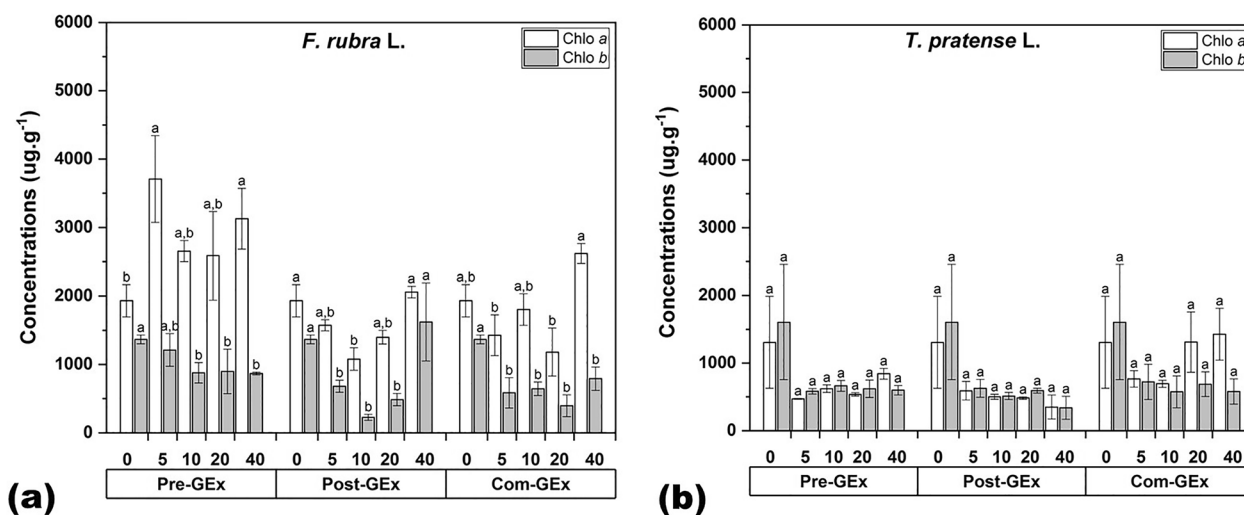 F. rubra L.
Chlo a
Chlo b
6000
5000
4000
3000
2000
1000
0
Concentrations (ug.g⁻¹)
b a a a,b a,b b a,b b a b
a a a,b b b b a,b b a a
a,b a b b a,b b b b a b
0 5 10 20 40 0 5 10 20 40 0 5 10 20 40
Pre-GEx Post-GEx Com-GEx
(a)
T. pratense L.
Chlo a
Chlo b
6000
5000
4000
3000
2000
1000
0
Concentrations (ug.g⁻¹)
a a a a a a a a a a
a a a a a a a a a a
a a a a a a a a a a
0 5 10 20 40 0 5 10 20 40 0 5 10 20 40
Pre-GEx Post-GEx Com-GEx
(b)